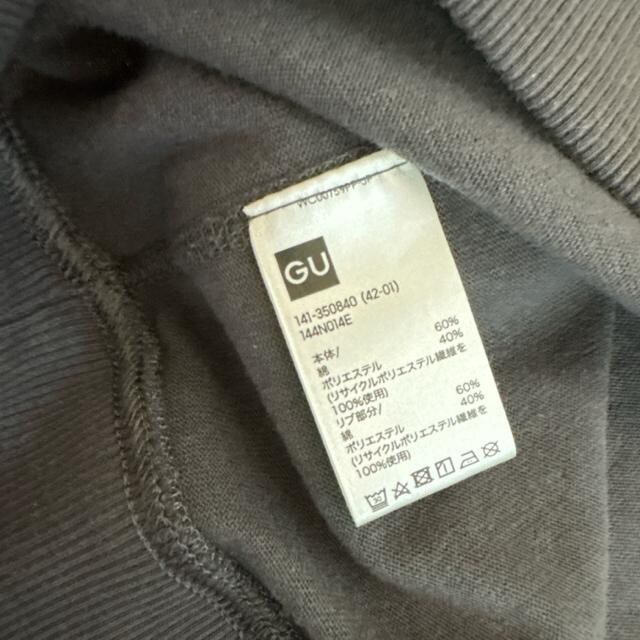 GU
141-350840 (42-01)
144N014E
本体/
綿 60%
ポリエステル 40%
(リサイクルポリエステル繊維を
100%使用)
リブ部分/
綿 60%
ポリエステル 40%
(リサイクルポリエステル繊維を
100%使用)